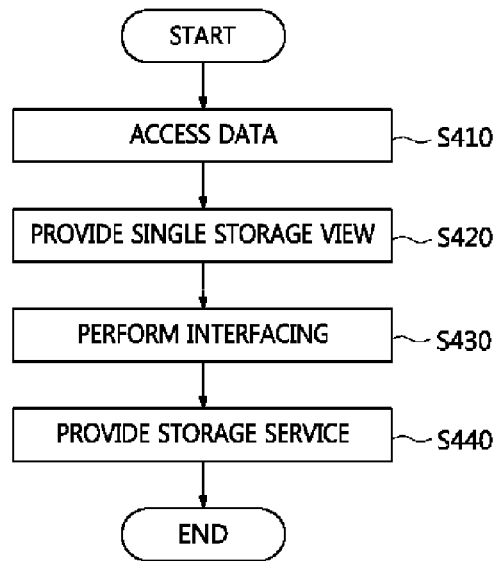 START
ACCESS DATA
S410
PROVIDE SINGLE STORAGE VIEW
S420
PERFORM INTERFACING
S430
PROVIDE STORAGE SERVICE
S440
END